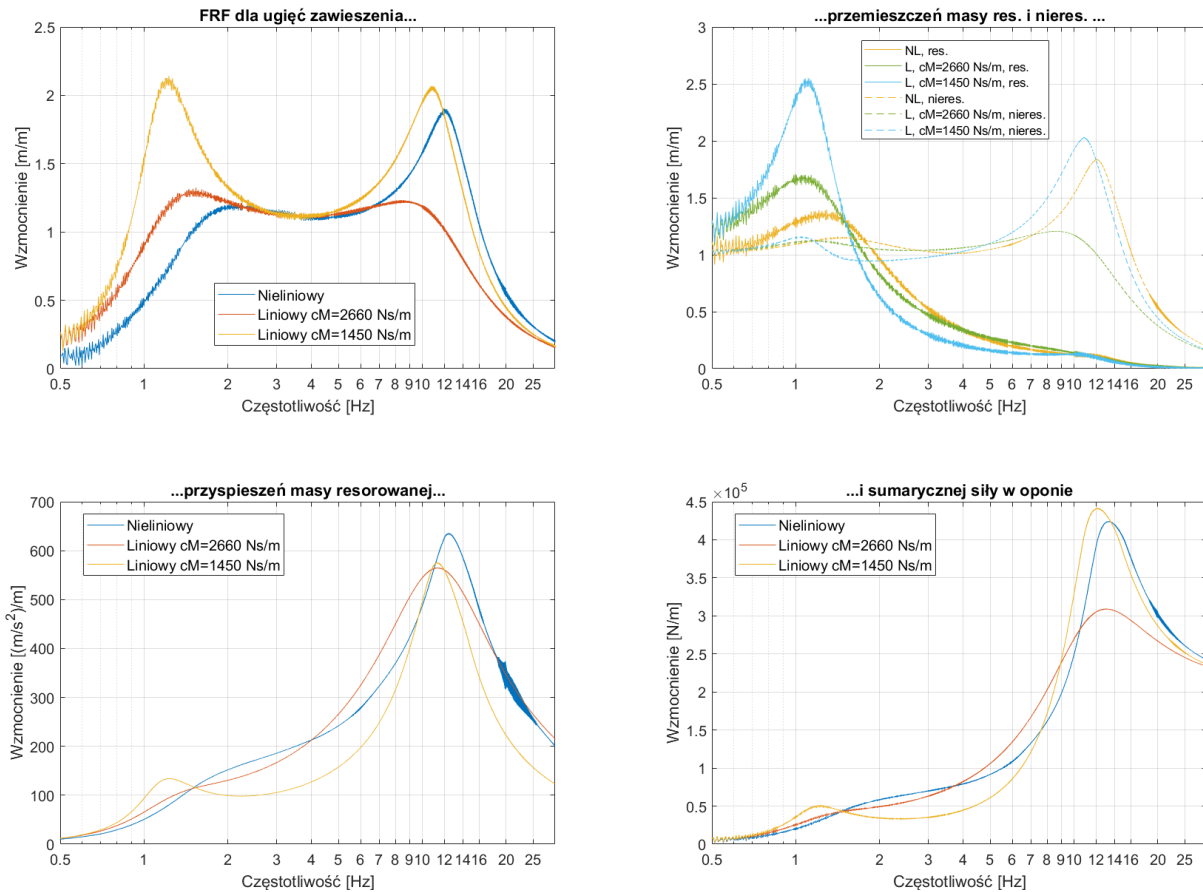 FRF dla ugięć zawieszenia...
Wzmocnienie [m/m]
2.5
2
1.5
1
0.5
0
Nieliniowy
Liniowy cM=2660 Ns/m
Liniowy cM=1450 Ns/m
0.5 1 2 3 4 5 6 7 8 9 10 12 14 16 20 25
Częstotliwość [Hz]
...przemieszczeń masy res. i nieres. ...
Wzmocnienie [m/m]
3
2.5
2
1.5
1
0.5
0
NL, res.
L, cM=2660 Ns/m, res.
L, cM=1450 Ns/m, res.
NL, nieres.
L, cM=2660 Ns/m, nieres.
L, cM=1450 Ns/m, nieres.
0.5 1 2 3 4 5 6 7 8 9 10 12 14 16 20 25
Częstotliwość [Hz]
...przyspieszeń masy resorowanej...
Wzmocnienie [(m/s²)/m]
700
600
500
400
300
200
100
0
Nieliniowy
Liniowy cM=2660 Ns/m
Liniowy cM=1450 Ns/m
0.5 1 2 3 4 5 6 7 8 9 10 12 14 16 20 25
Częstotliwość [Hz]
...i sumarycznej siły w oponie
×10⁵
Wzmocnienie [N/m]
4.5
4
3.5
3
2.5
2
1.5
1
0.5
0
Nieliniowy
Liniowy cM=2660 Ns/m
Liniowy cM=1450 Ns/m
0.5 1 2 3 4 5 6 7 8 9 10 12 14 16 20 25
Częstotliwość [Hz]